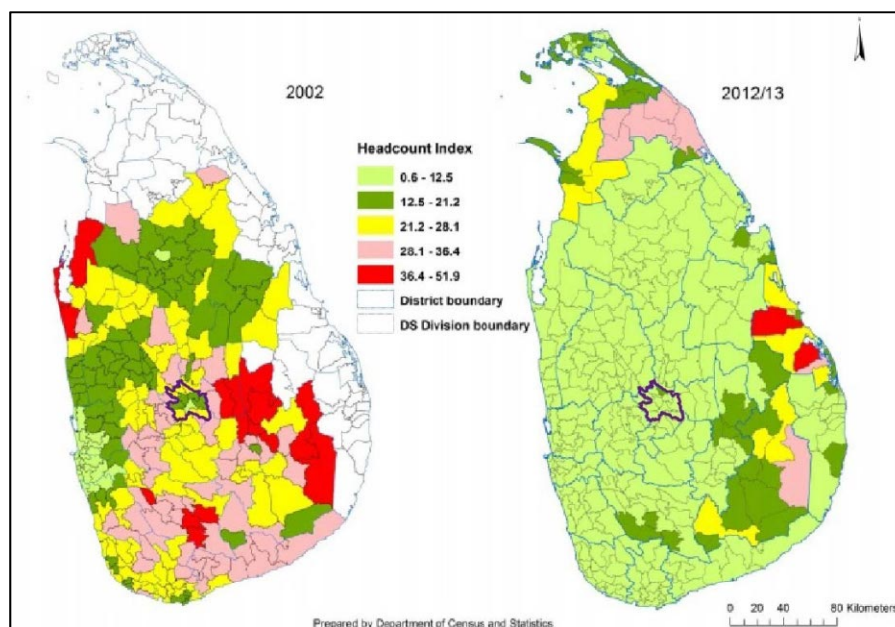 2002
2012/13
Headcount Index
0.6 - 12.5
12.5 - 21.2
21.2 - 28.1
28.1 - 36.4
36.4 - 51.9
District boundary
DS Division boundary
Prepared by Department of Census and Statistics
0 20 40 80 Kilometers